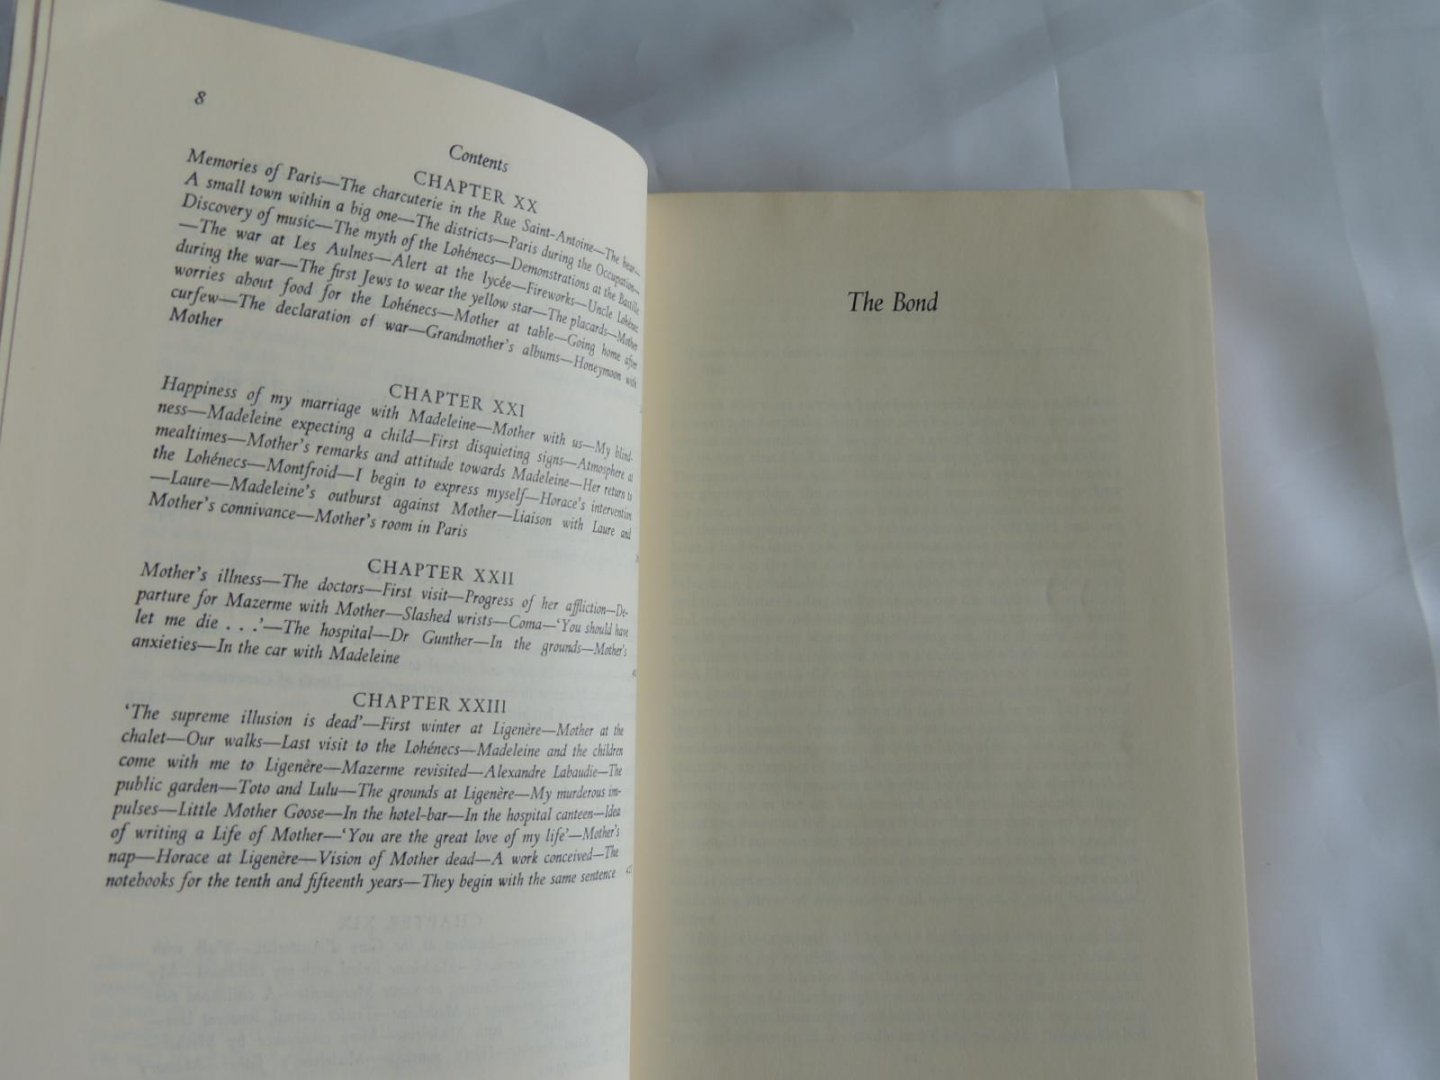 8
Contents
CHAPTER XX
Memories of Paris—The charcuterie in the Rue Saint-Antoine—The bear—
A small town within a big one—The districts—Paris during the Occupation—
Discovery of music—The myth of the Lohénecs—Demonstrations at the Bastille
—The war at Les Aulnes—Alert at the lycée—Fireworks—Uncle Lohénec
during the war—The first Jews to wear the yellow star—The placards—Mother
worries about food for the Lohénecs—Mother at table—Going home after
curfew—The declaration of war—Grandmother's albums—Honeymoon with
Mother
CHAPTER XXI
Happiness of my marriage with Madeleine—Mother with us—My blind-
ness—Madeleine expecting a child—First disquieting signs—Atmosphere at
mealtimes—Mother's remarks and attitude towards Madeleine—Her return to
the Lohénecs—Montfroid—I begin to express myself—Horace's intervention
—Laure—Madeleine's outburst against Mother—Liaison with Laure and
Mother's connivance—Mother's room in Paris
CHAPTER XXII
Mother's illness—The doctors—First visit—Progress of her affliction—De-
parture for Mazerme with Mother—Slashed wrists—Coma—'You should have
let me die . . .'—The hospital—Dr Gunther—In the grounds—Mother's
anxieties—In the car with Madeleine
CHAPTER XXIII
'The supreme illusion is dead'—First winter at Ligenère—Mother at the
chalet—Our walks—Last visit to the Lohénecs—Madeleine and the children
come with me to Ligenère—Mazerme revisited—Alexandre Labaudie—The
public garden—Toto and Lulu—The grounds at Ligenère—My murderous im-
pulses—Little Mother Goose—In the hotel-bar—In the hospital canteen—Idea
of writing a Life of Mother—'You are the great love of my life'—Mother's
nap—Horace at Ligenère—Vision of Mother dead—A work conceived—The
notebooks for the tenth and fifteenth years—They begin with the same sentence
The Bond